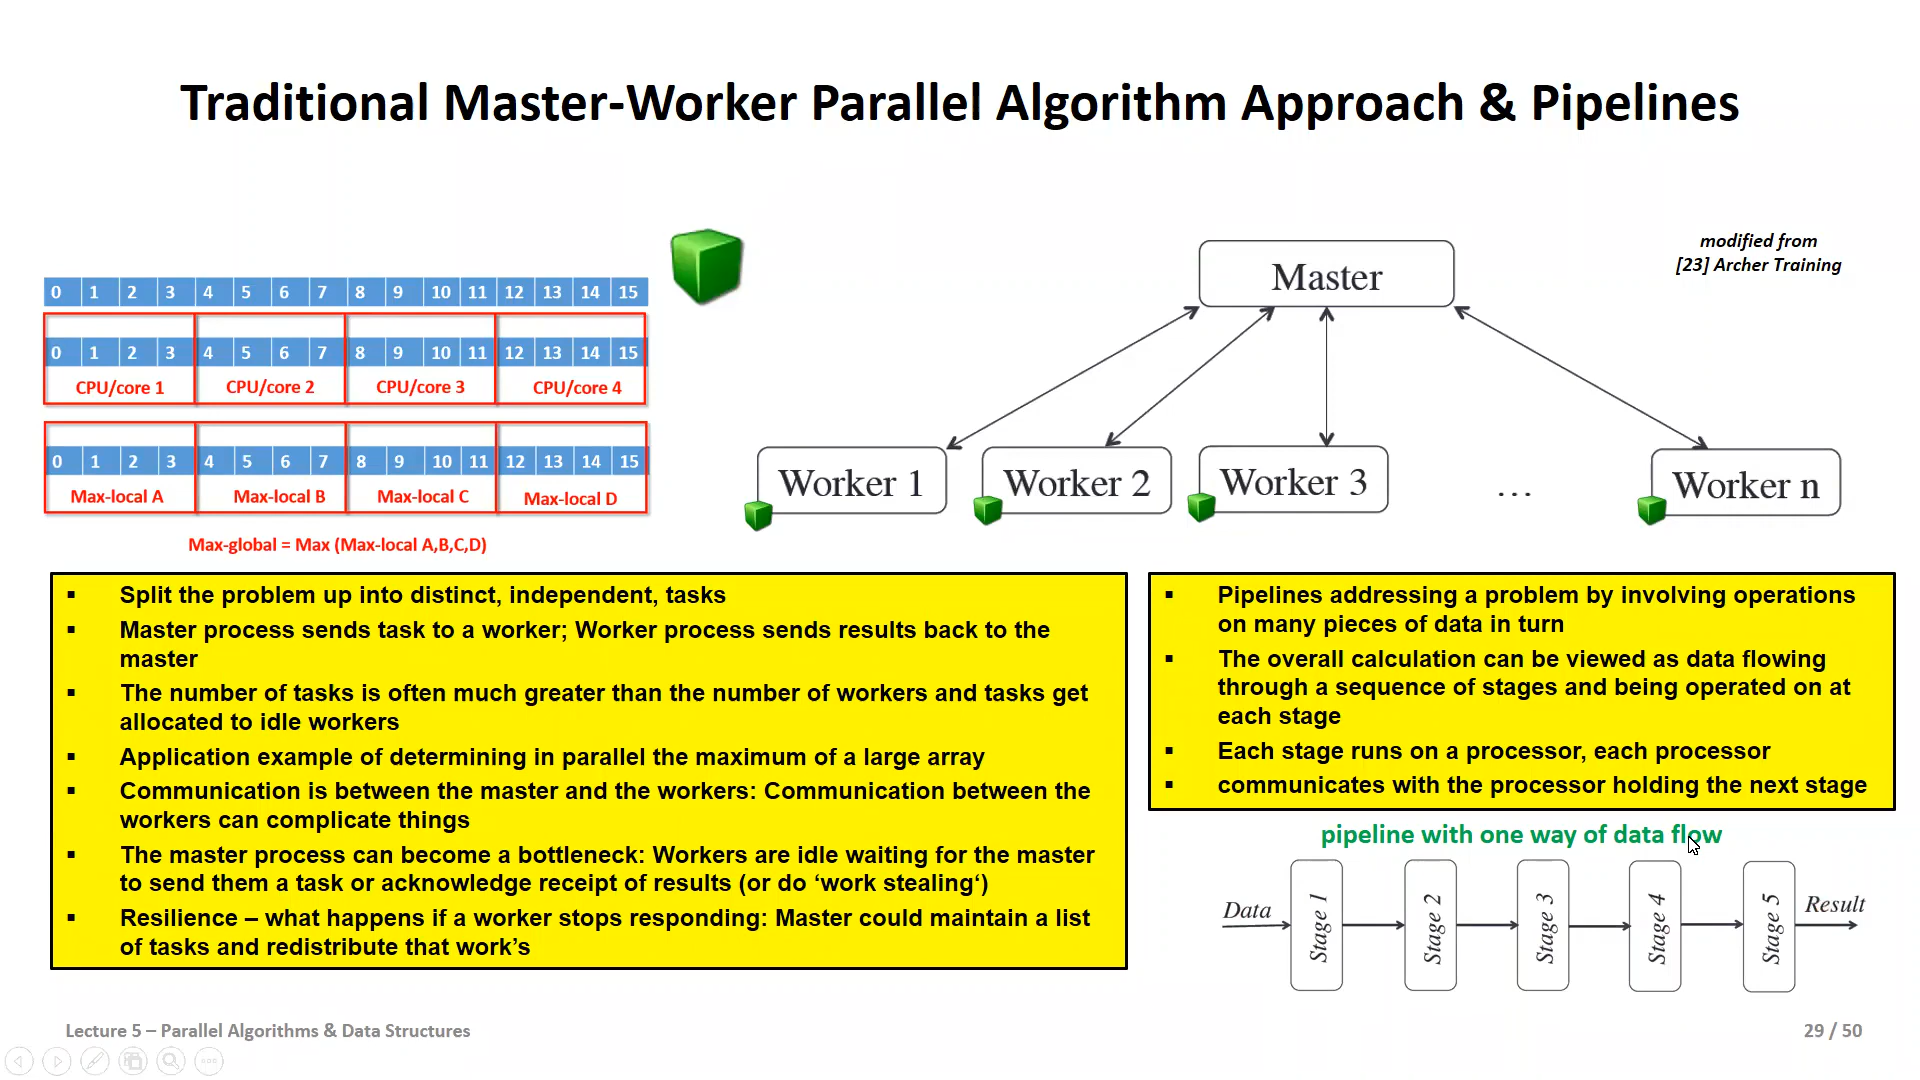 Traditional Master-Worker Parallel Algorithm Approach & Pipelines
modified from
[23] Archer Training
0 1 2 3 4 5 6 7 8 9 10 11 12 13 14 15
0 1 2 3 4 5 6 7 8 9 10 11 12 13 14 15
CPU/core 1 CPU/core 2 CPU/core 3 CPU/core 4
0 1 2 3 4 5 6 7 8 9 10 11 12 13 14 15
Max-local A Max-local B Max-local C Max-local D
Max-global = Max (Max-local A,B,C,D)
Master
Worker 1 Worker 2 Worker 3 … Worker n
▪ Split the problem up into distinct, independent, tasks
▪ Master process sends task to a worker; Worker process sends results back to the
master
▪ The number of tasks is often much greater than the number of workers and tasks get
allocated to idle workers
▪ Application example of determining in parallel the maximum of a large array
▪ Communication is between the master and the workers: Communication between the
workers can complicate things
▪ The master process can become a bottleneck: Workers are idle waiting for the master
to send them a task or acknowledge receipt of results (or do ‘work stealing‘)
▪ Resilience – what happens if a worker stops responding: Master could maintain a list
of tasks and redistribute that work’s
▪ Pipelines addressing a problem by involving operations
on many pieces of data in turn
▪ The overall calculation can be viewed as data flowing
through a sequence of stages and being operated on at
each stage
▪ Each stage runs on a processor, each processor
▪ communicates with the processor holding the next stage
pipeline with one way of data flow
Data Stage 1 Stage 2 Stage 3 Stage 4 Stage 5 Result
Lecture 5 – Parallel Algorithms & Data Structures
29 / 50